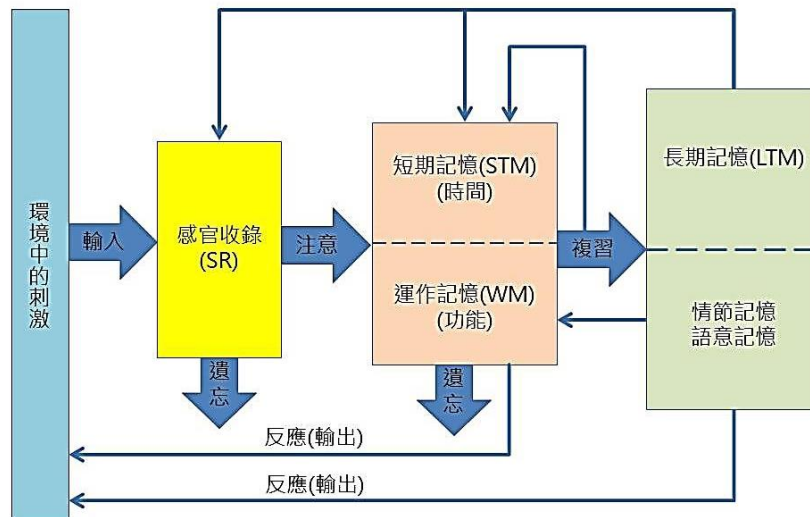 環境中的刺激
輸入
感官收錄
(SR)
遺忘
注意
短期記憶(STM)
(時間)
運作記憶(WM)
(功能)
遺忘
複習
長期記憶(LTM)
情節記憶
語意記憶
反應(輸出)
反應(輸出)